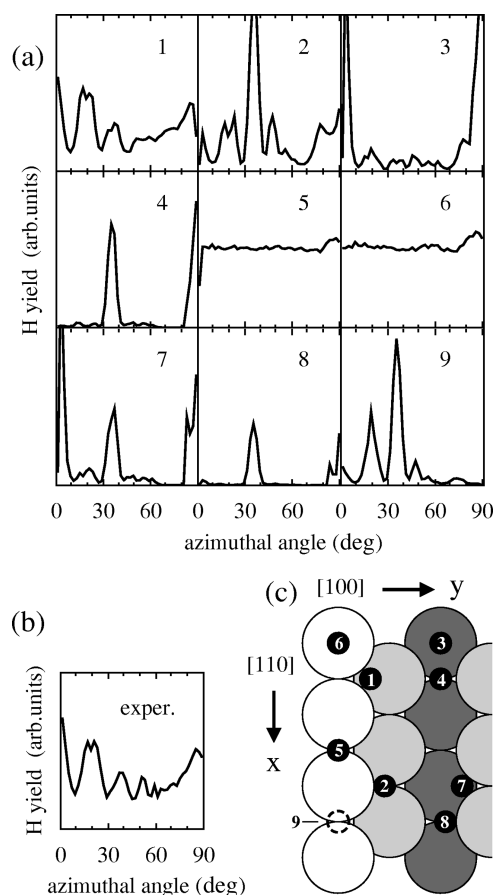 (a)
1 2 3
4 5 6
7 8 9
H yield (arb.units)
0 30 60 0 30 60 0 30 60 90
azimuthal angle (deg)
(b)
exper.
H yield (arb.units)
0 30 60 90
azimuthal angle (deg)
(c)
[100] y
[110]
x
6 3
1 4
5
2 7
9 8